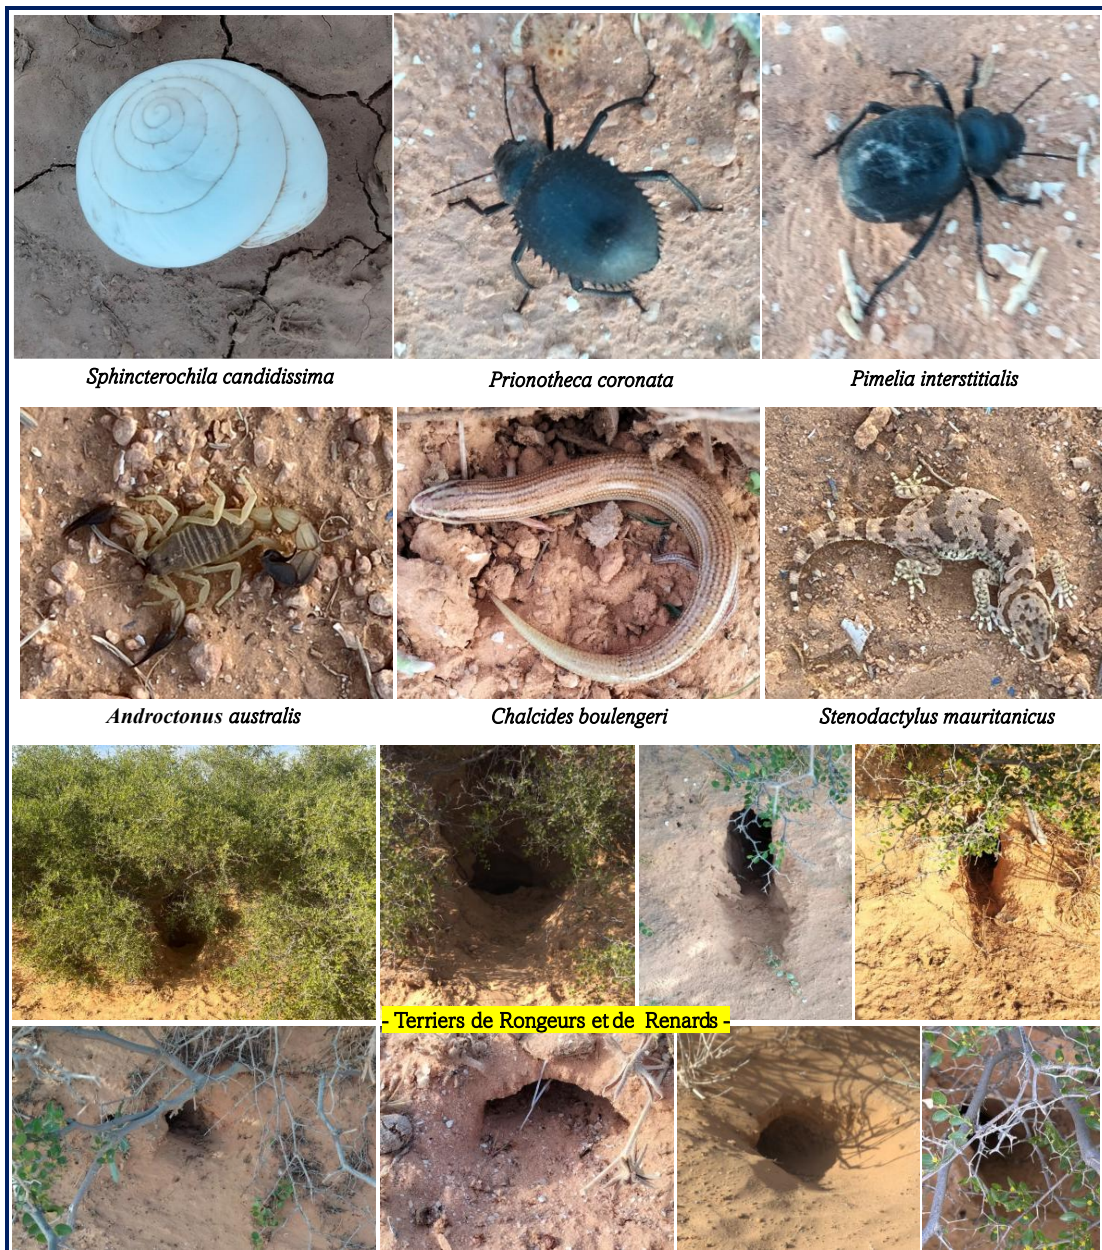 Sphincterochila candidissima
Prionotheca coronata
Pimelia interstitialis
Androctonus australis
Chalcides boulengeri
Stenodactylus mauritanicus
- Terriers de Rongeurs et de Renards -